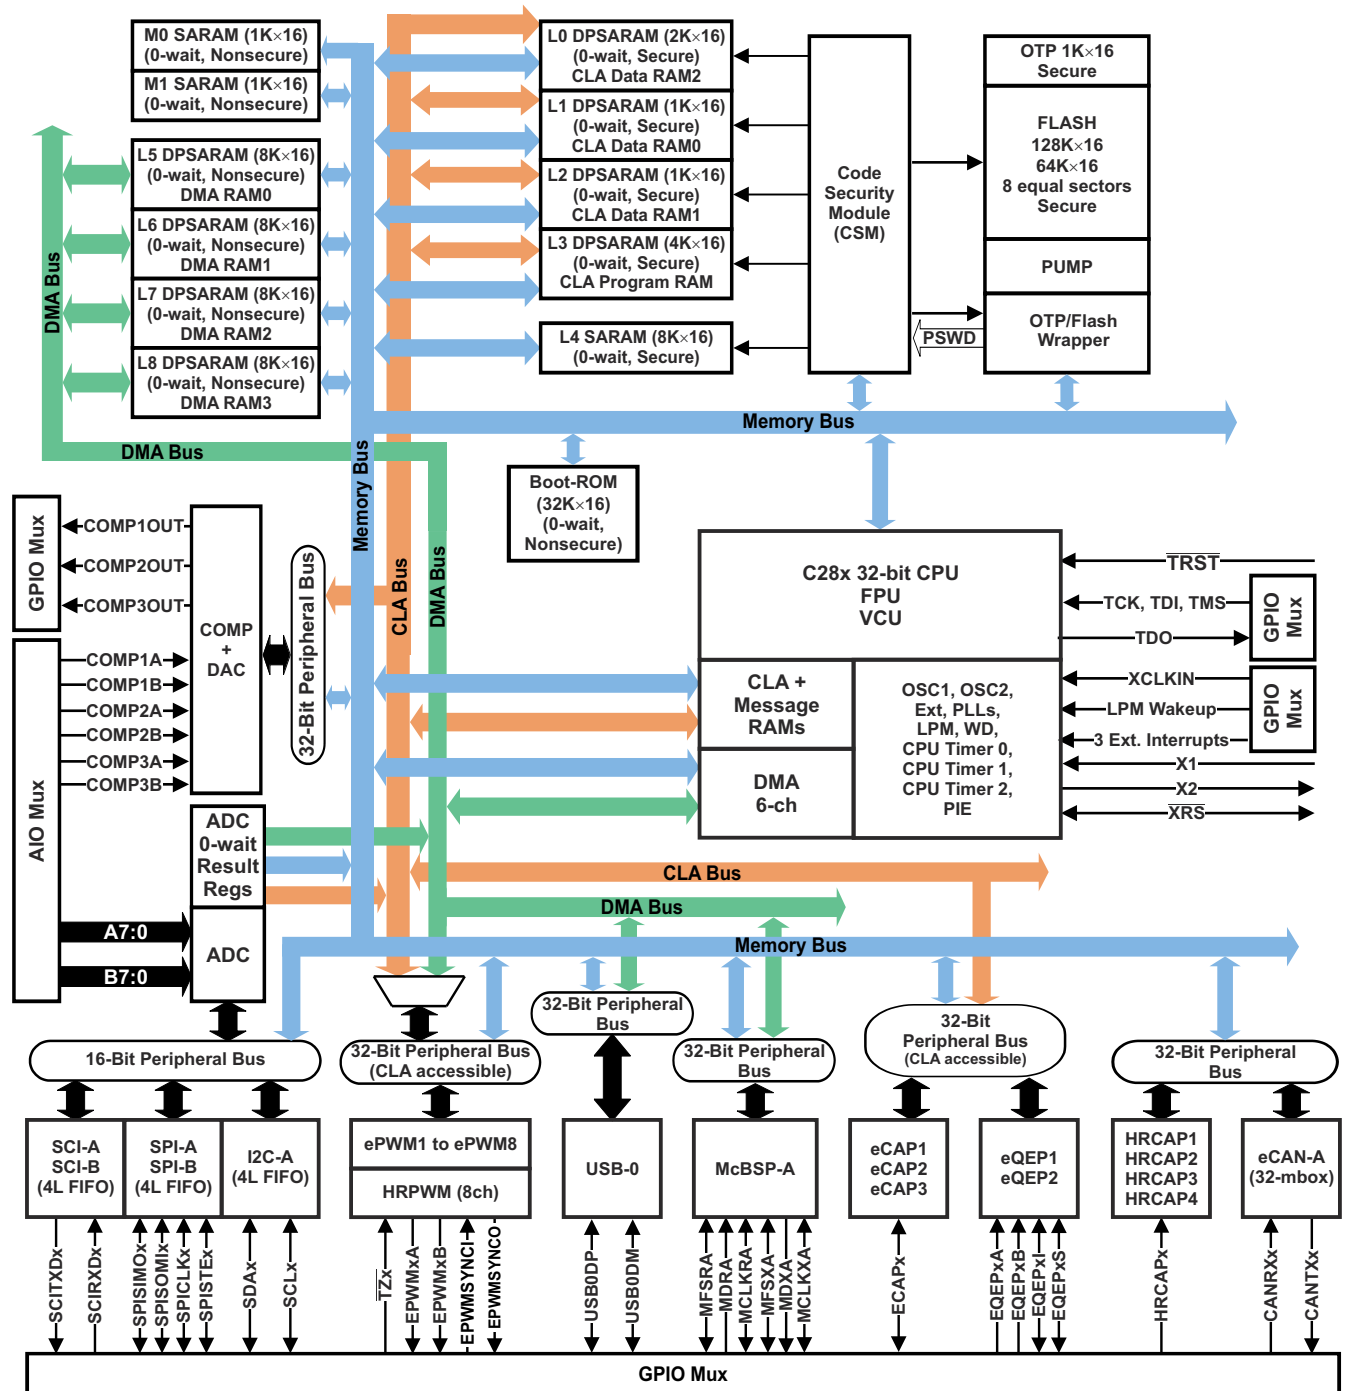 M0 SARAM (1K×16)
(0-wait, Nonsecure)
M1 SARAM (1K×16)
(0-wait, Nonsecure)
L5 DPSARAM (8K×16)
(0-wait, Nonsecure)
DMA RAM0
L6 DPSARAM (8K×16)
(0-wait, Nonsecure)
DMA RAM1
L7 DPSARAM (8K×16)
(0-wait, Nonsecure)
DMA RAM2
L8 DPSARAM (8K×16)
(0-wait, Nonsecure)
DMA RAM3
DMA Bus
L0 DPSARAM (2K×16)
(0-wait, Secure)
CLA Data RAM2
L1 DPSARAM (1K×16)
(0-wait, Secure)
CLA Data RAM0
L2 DPSARAM (1K×16)
(0-wait, Secure)
CLA Data RAM1
L3 DPSARAM (4K×16)
(0-wait, Secure)
CLA Program RAM
L4 SARAM (8K×16)
(0-wait, Secure)
Code
Security
Module
(CSM)
OTP 1K×16
Secure
FLASH
128K×16
64K×16
8 equal sectors
Secure
PUMP
OTP/Flash
Wrapper
PSWD
Memory Bus
DMA Bus
Memory Bus
CLA Bus
DMA Bus
Boot-ROM
(32K×16)
(0-wait,
Nonsecure)
GPIO Mux
COMP1OUT
COMP2OUT
COMP3OUT
COMP
+
DAC
32-Bit Peripheral Bus
AIO Mux
COMP1A
COMP1B
COMP2A
COMP2B
COMP3A
COMP3B
ADC
0-wait
Result
Regs
ADC
A7:0
B7:0
C28x 32-bit CPU
FPU
VCU
CLA +
Message
RAMs
DMA
6-ch
OSC1, OSC2,
Ext, PLLs,
LPM, WD,
CPU Timer 0,
CPU Timer 1,
CPU Timer 2,
PIE
TRST
TCK, TDI, TMS
TDO
GPIO
Mux
XCLKIN
LPM Wakeup
3 Ext. Interrupts
GPIO
Mux
X1
X2
XRS
CLA Bus
DMA Bus
Memory Bus
16-Bit Peripheral Bus
32-Bit Peripheral Bus
(CLA accessible)
32-Bit Peripheral
Bus
32-Bit Peripheral
Bus
32-Bit
Peripheral Bus
(CLA accessible)
32-Bit Peripheral
Bus
SCI-A
SCI-B
(4L FIFO)
SPI-A
SPI-B
(4L FIFO)
I2C-A
(4L FIFO)
ePWM1 to ePWM8
HRPWM (8ch)
USB-0
McBSP-A
eCAP1
eCAP2
eCAP3
eQEP1
eQEP2
HRCAP1
HRCAP2
HRCAP3
HRCAP4
eCAN-A
(32-mbox)
SCITXDx
SCIRXDx
SPISIMOx
SPISOMIx
SPICLKx
SPISTEx
SDAx
SCLx
TZx
EPWMxA
EPWMxB
EPWMSYNCI
EPWMSYNCO
USB0DP
USB0DM
MFSRA
MDRA
MCLKRA
MFSXA
MDXA
MCLKXA
ECAPx
EQEPxA
EQEPxB
EQEPxI
EQEPxS
HRCAPx
CANRXx
CANTXx
GPIO Mux